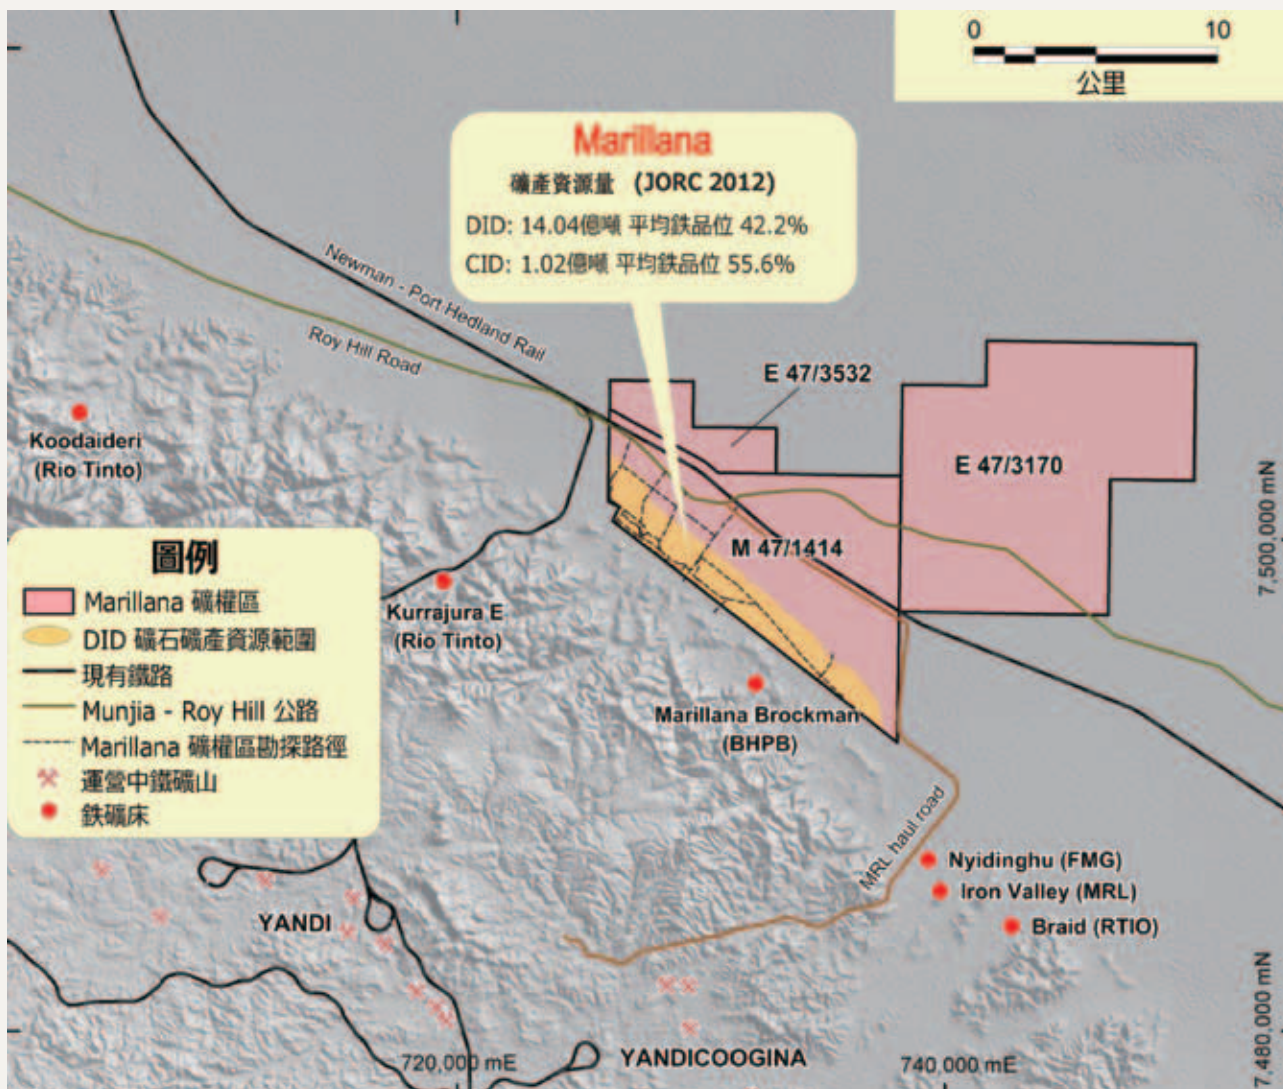 0 10
公里
Marillana
礦產資源量 (JORC 2012)
DID: 14.04億噸 平均鉄品位 42.2%
CID: 1.02億噸 平均鉄品位 55.6%
Newman - Port Hedland Rail
Roy Hill Road
E 47/3532
E 47/3170
M 47/1414
Koodaideri
(Rio Tinto)
7,500,000 mN
圖例
Marillana 礦權區
DID 礦石礦產資源範圍
現有鐵路
Munjia - Roy Hill 公路
Marillana 礦權區勘探路徑
運營中鐵礦山
鉄礦床
Kurrajura E
(Rio Tinto)
Marillana Brockman
(BHPB)
MRL haul road
Nyidinghu (FMG)
Iron Valley (MRL)
Braid (RTIO)
YANDI
YANDICOOGINA
720,000 mE
740,000 mE
7,480,000 mN